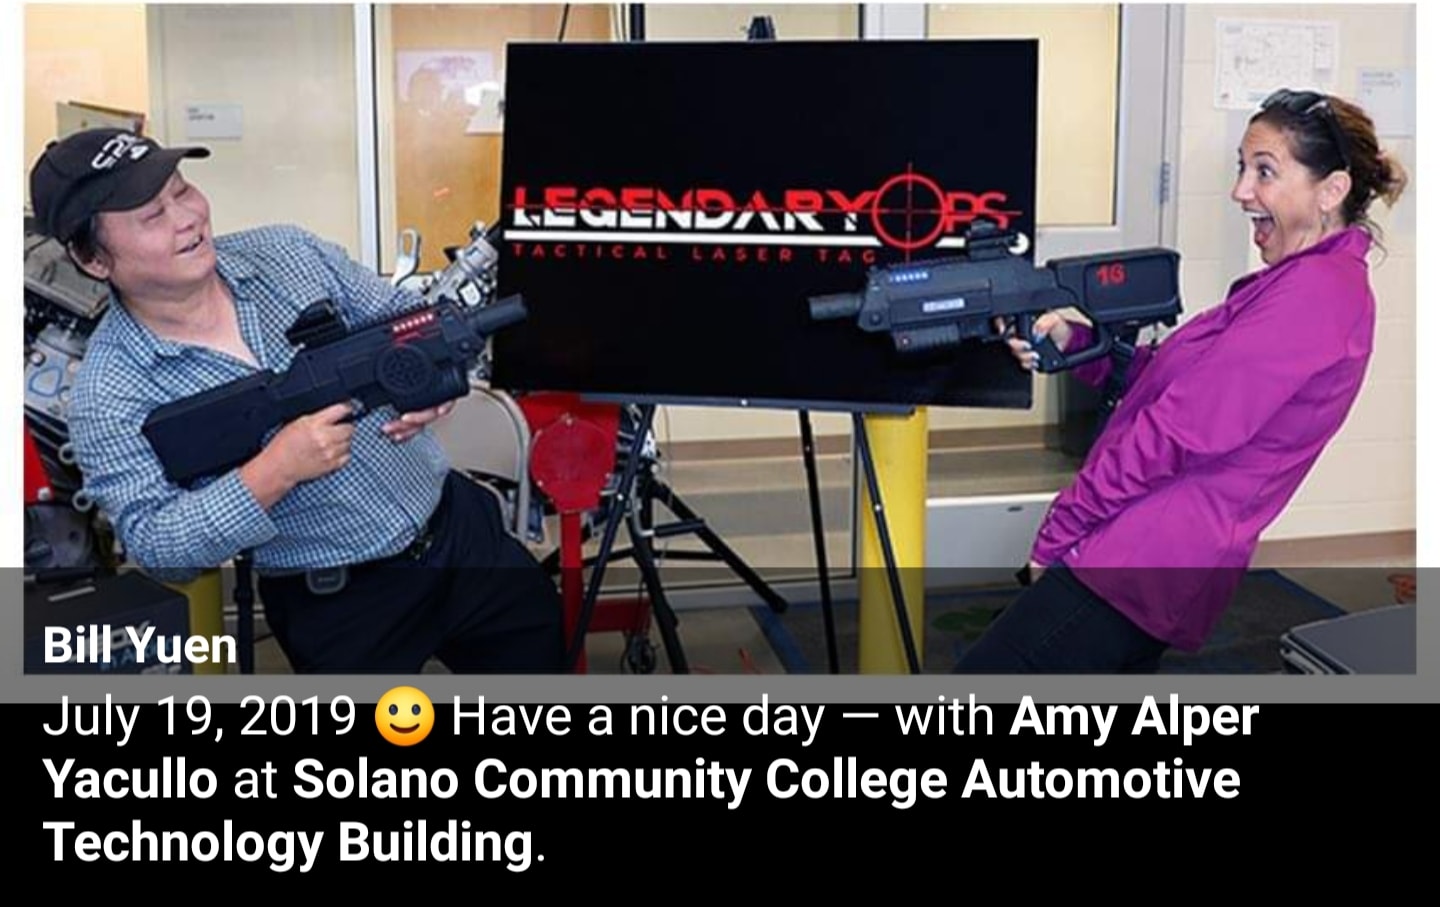 LEGENDARY OPS
TACTICAL LASER TAG
16
Bill Yuen
July 19, 2019 🙂 Have a nice day — with Amy Alper
Yacullo at Solano Community College Automotive
Technology Building.